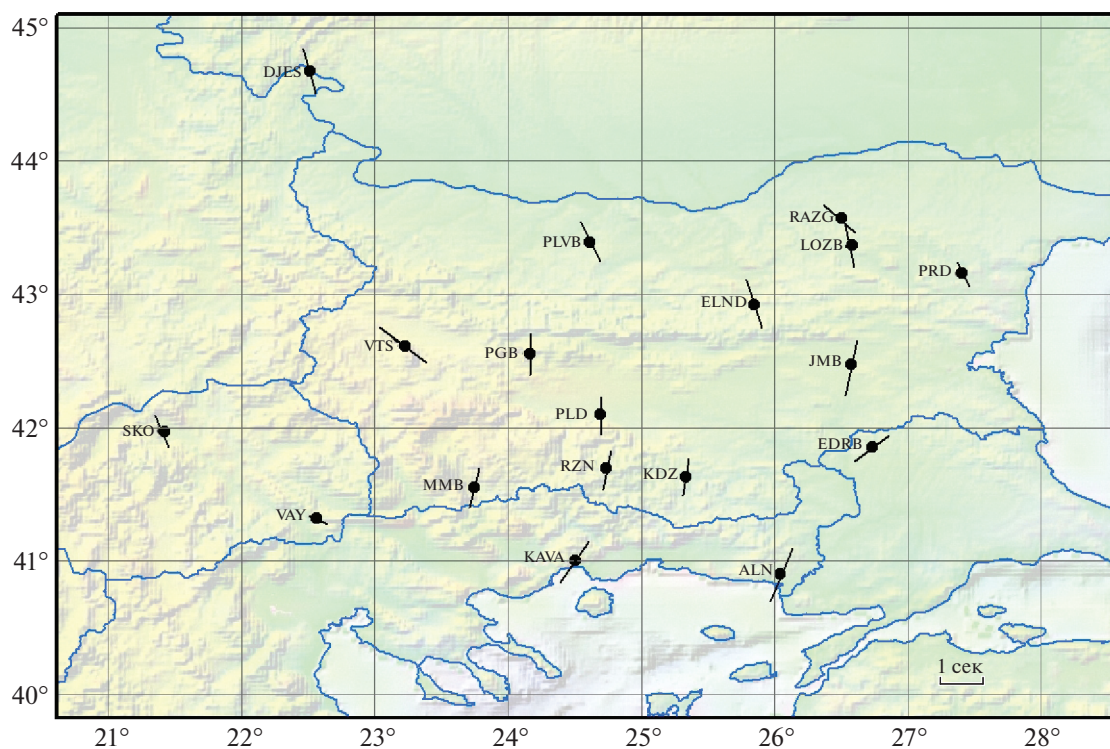 45°
DJES
44°
RAZG
PLVB
LOZB
PRD
43°
ELND
VTS
PGB
JMB
PLD
42°
SKO
EDRB
RZN
KDZ
MMB
VAY
41°
KAVA
ALN
1 сек
40°
21 22 23 24 25 26 27 28°